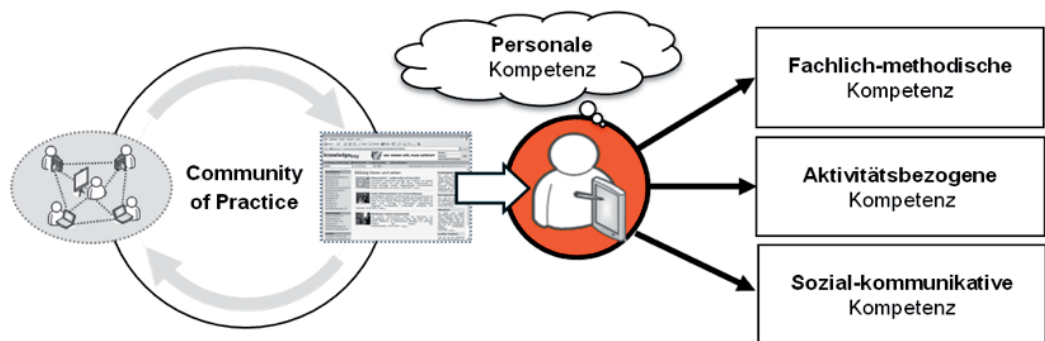 Personale
Kompetenz
Fachlich-methodische
Kompetenz
Community
of Practice
Aktivitätsbezogene
Kompetenz
Sozial-kommunikative
Kompetenz